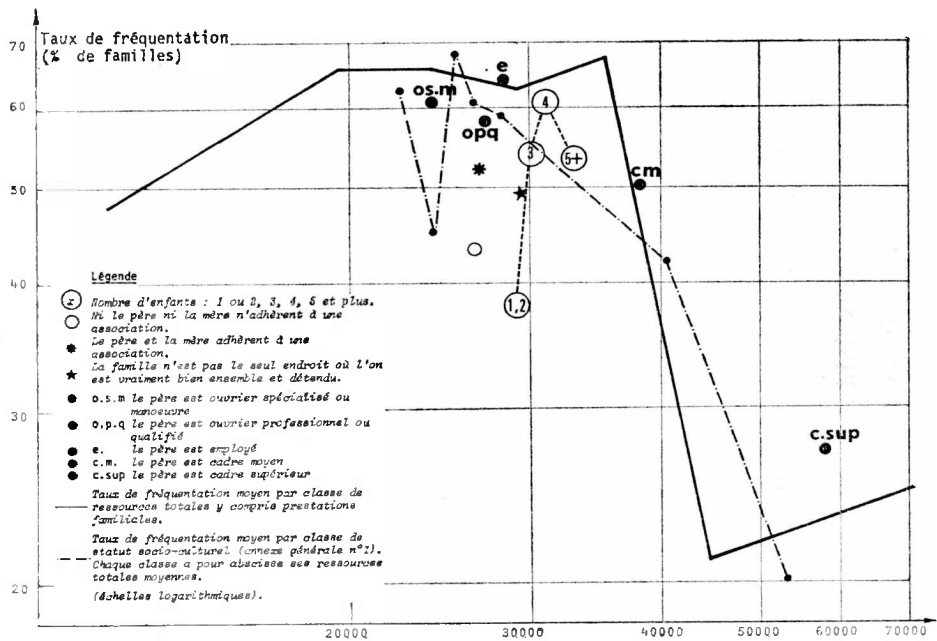 70
Taux de fréquentation
(% de familles)
e
os.m
60
4
opq
3
5+
cm
50
Légende
40
1,2
x Nombre d'enfants : 1 ou 2, 3, 4, 5 et plus.
Ni le père ni la mère n'adhèrent à une
association.
Le père et la mère adhèrent à une
association.
La famille n'est pas le seul endroit où l'on
est vraiment bien ensemble et détendu.
o.s.m le père est ouvrier spécialisé ou
manoeuvre
30
o.p.q le père est ouvrier professionnel ou
qualifié
c.sup
e. le père est employé
c.m. le père est cadre moyen
c.sup le père est cadre supérieur
Taux de fréquentation moyen par classe de
ressources totales y compris prestations
familiales.
Taux de fréquentation moyen par classe de
statut socio-culturel (annexe générale n°I).
Chaque classe a pour abscisse ses ressources
totales moyennes.
20
(échelles logarithmiques).
20000 30000 40000 50000 60000 70000